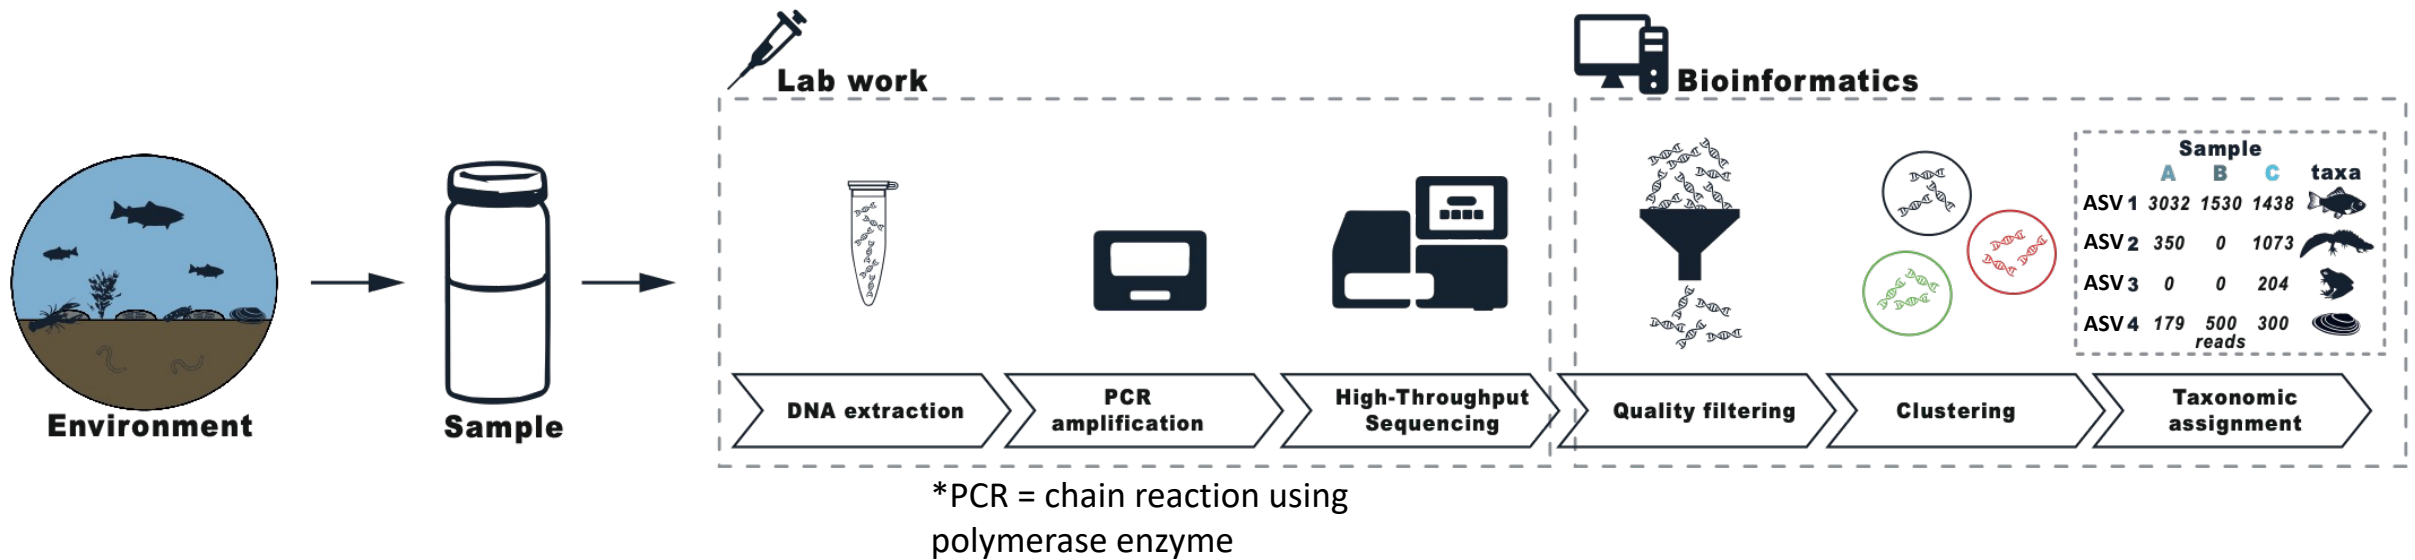 Environment
Sample
Lab work
DNA extraction
PCR
amplification
High-Throughput
Sequencing
*PCR = chain reaction using
polymerase enzyme
Bioinformatics
Quality filtering
Clustering
Sample
A B C taxa
ASV 1 3032 1530 1438
ASV 2 350 0 1073
ASV 3 0 0 204
ASV 4 179 500 300
reads
Taxonomic
assignment